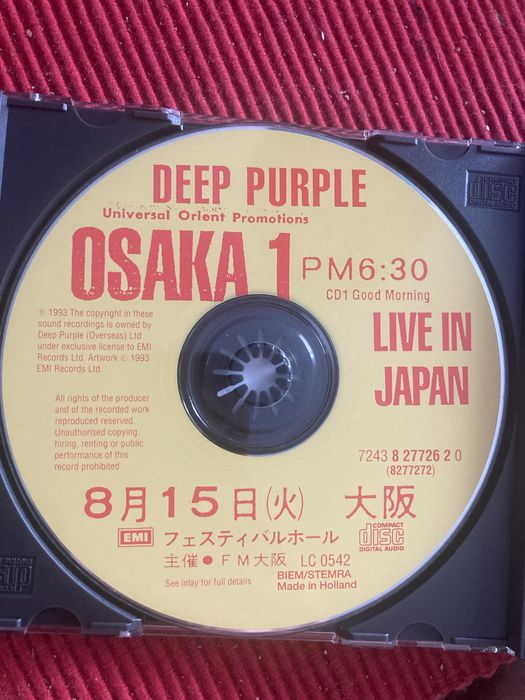 DEEP PURPLE
Universal Orient Promotions
OSAKA 1 PM6:30
CD1 Good Morning
LIVE IN
JAPAN
℗ 1993 The copyright in these
sound recordings is owned by
Deep Purple (Overseas) Ltd
under exclusive license to EMI
Records Ltd. Artwork © 1993
EMI Records Ltd.
All rights of the producer
and of the recorded work
reproduced reserved.
Unauthorised copying,
hiring, renting or public
performance of this
record prohibited.
7243 8 27726 2 0
(8277272)
8月15日(火) 大阪
EMI フェスティバルホール
COMPACT
disc
DIGITAL AUDIO
主催●FM大阪 LC 0542
See inlay for full details
BIEM/STEMRA
Made in Holland
COMPACT
disc
DIGITAL AUDIO